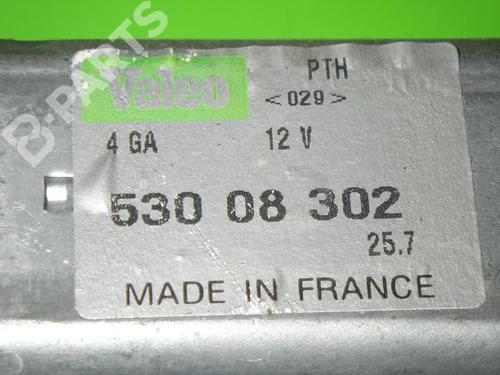 B-PARTS
Valeo
PTH
<029>
4 GA
12 V
530 08 302
25.7
MADE IN FRANCE